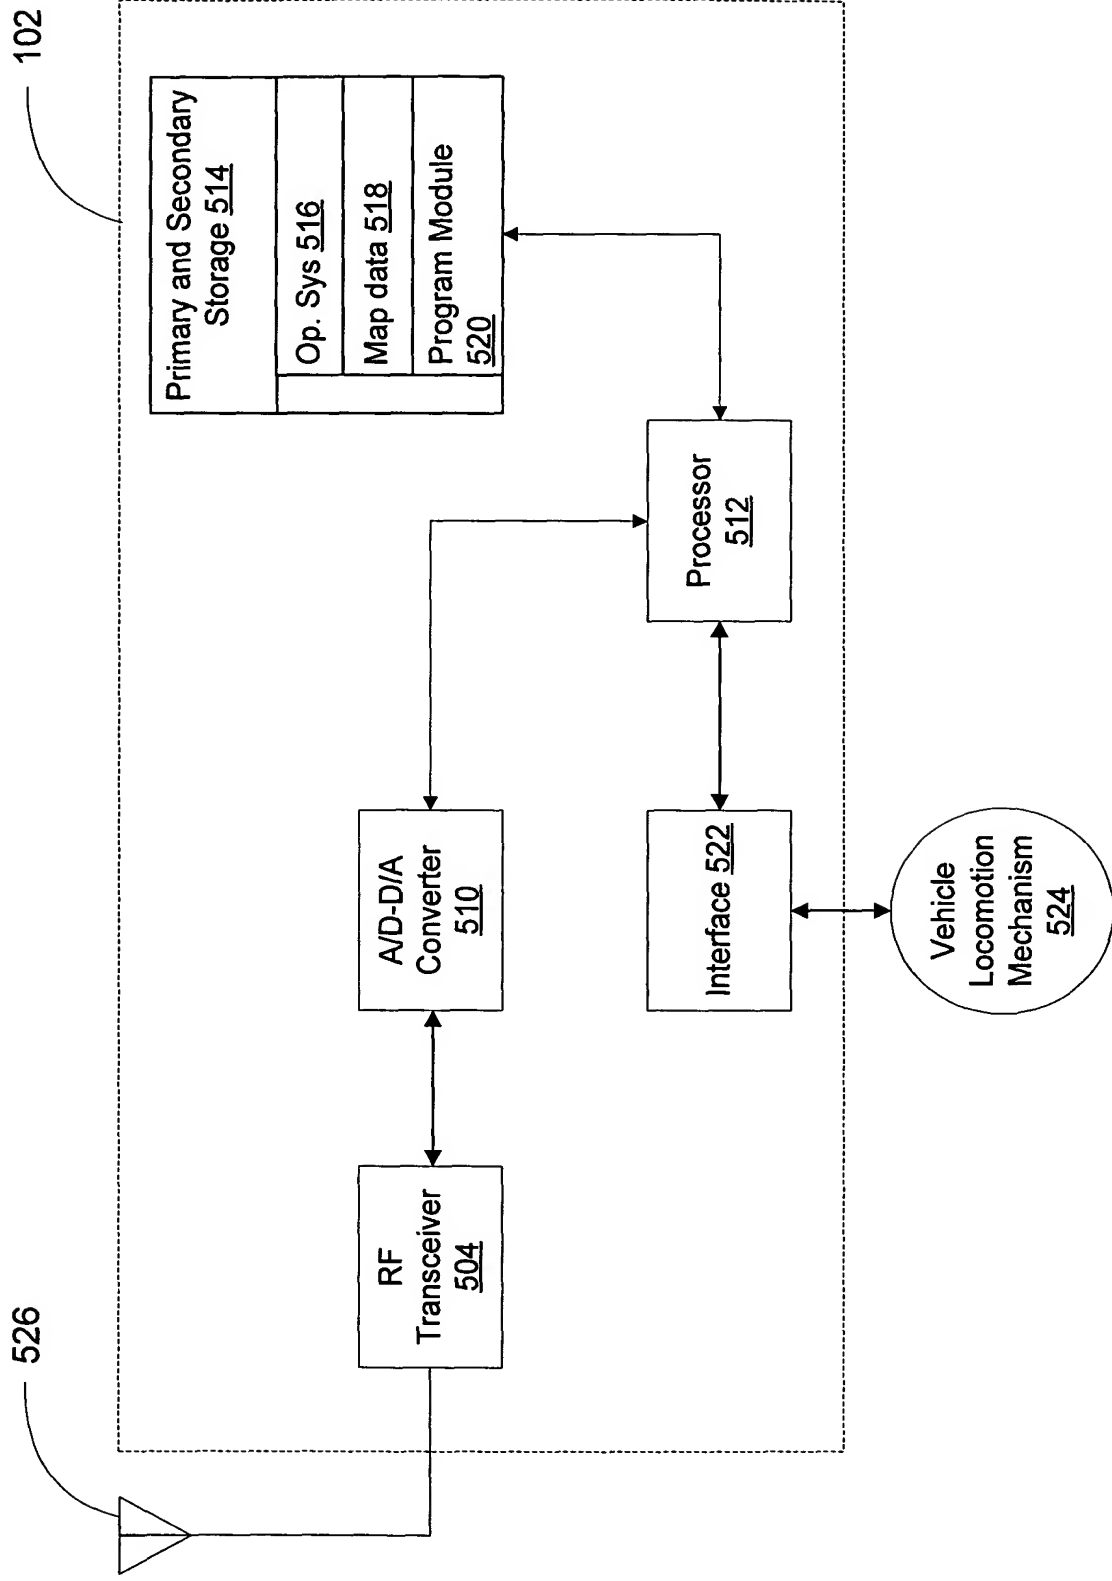 102
Primary and Secondary
Storage 514
Op. Sys 516
Map data 518
Program Module
520
Processor
512
A/D-D/A
Converter
510
Interface 522
Vehicle
Locomotion
Mechanism
524
RF
Transceiver
504
526